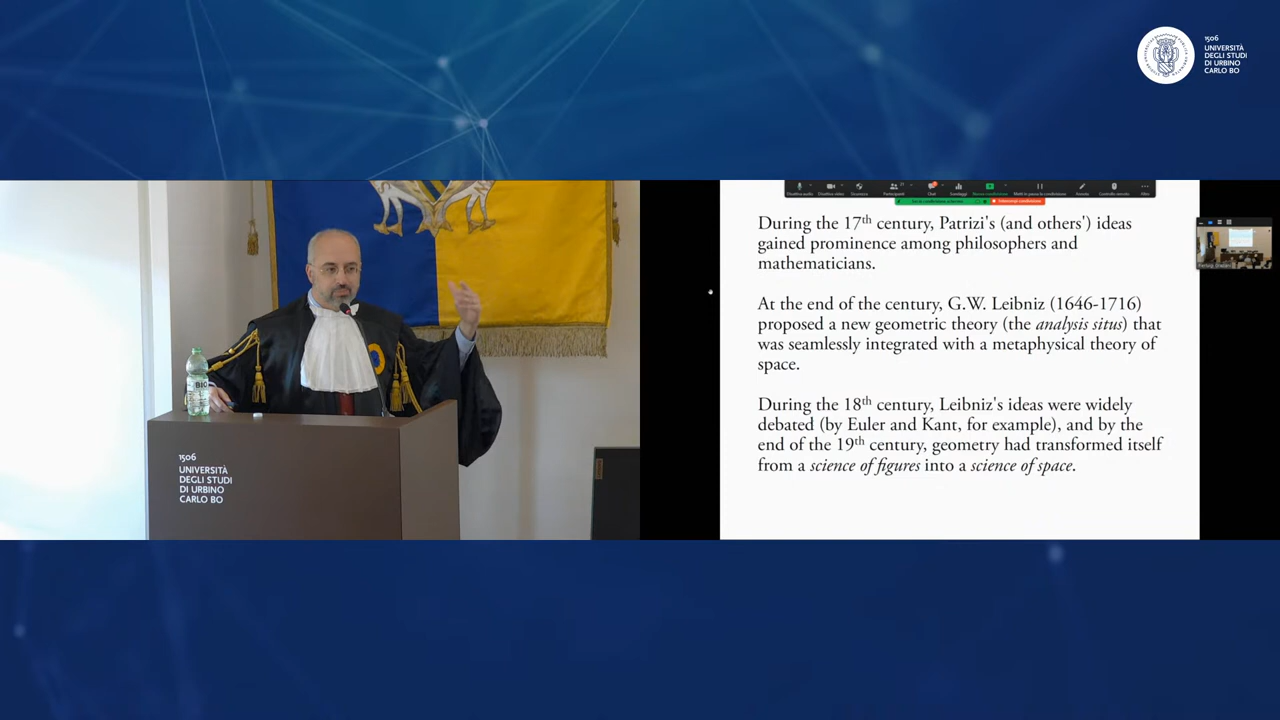 1506
UNIVERSITÀ
DEGLI STUDI
DI URBINO
CARLO BO
BIO
1506
UNIVERSITÀ
DEGLI STUDI
DI URBINO
CARLO BO
During the 17th century, Patrizi's (and others') ideas
gained prominence among philosophers and
mathematicians.
At the end of the century, G.W. Leibniz (1646-1716)
proposed a new geometric theory (the analysis situs) that
was seamlessly integrated with a metaphysical theory of
space.
During the 18th century, Leibniz's ideas were widely
debated (by Euler and Kant, for example), and by the
end of the 19th century, geometry had transformed itself
from a science of figures into a science of space.